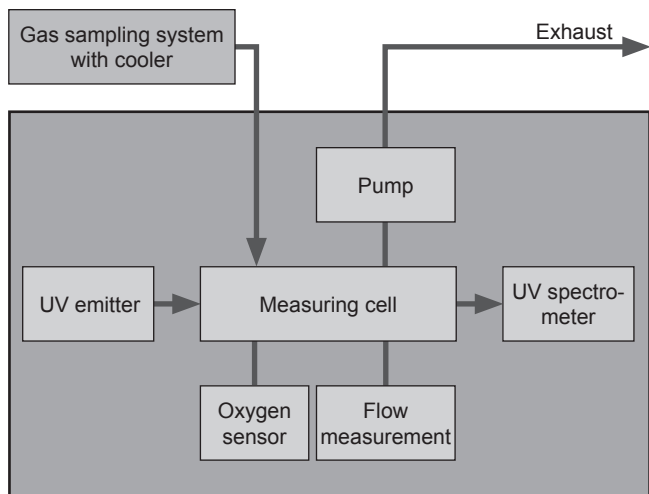 Gas sampling system
with cooler
Exhaust
Pump
UV emitter
Measuring cell
UV spectro-
meter
Oxygen
sensor
Flow
measurement